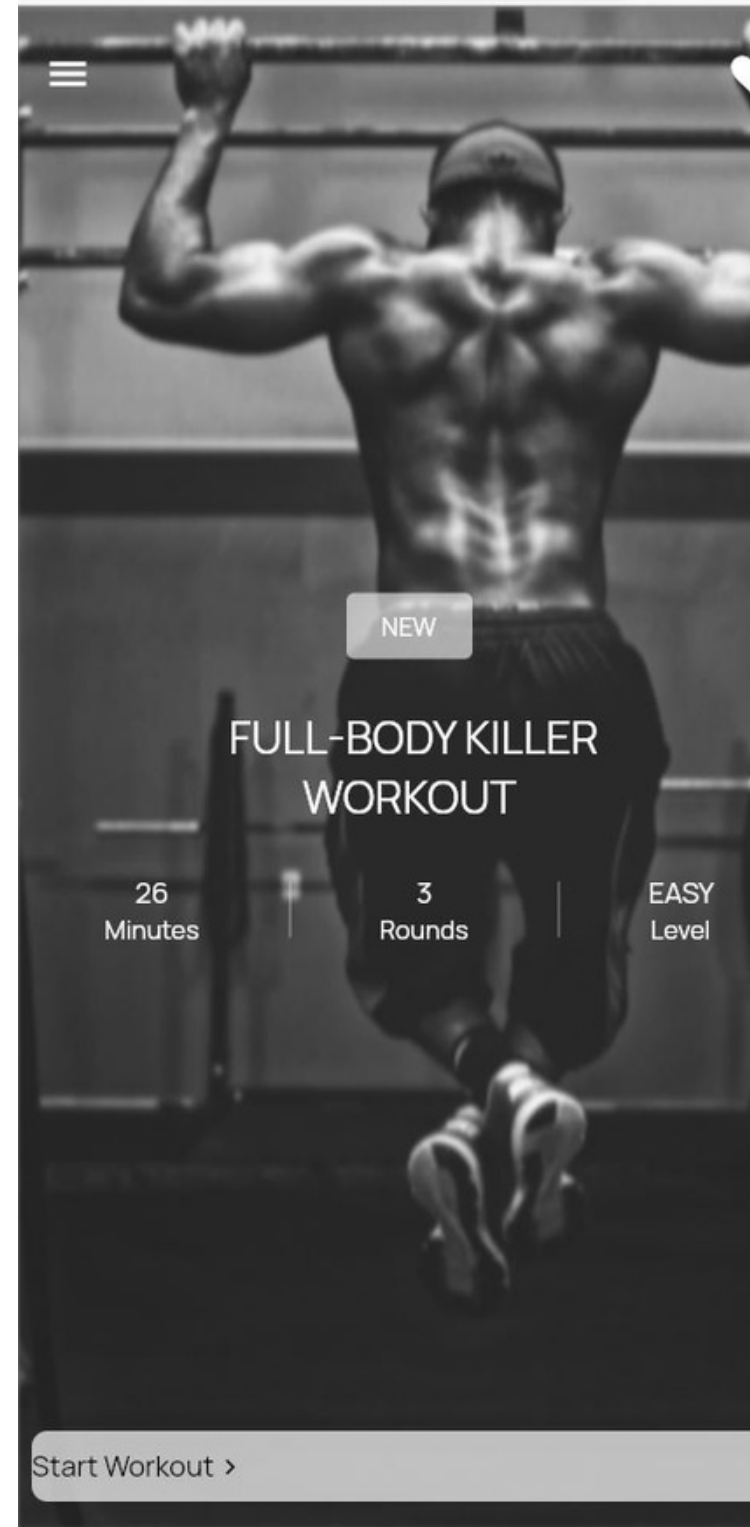 NEW
FULL-BODY KILLER
WORKOUT
26 3 EASY
Minutes Rounds Level
Start Workout >